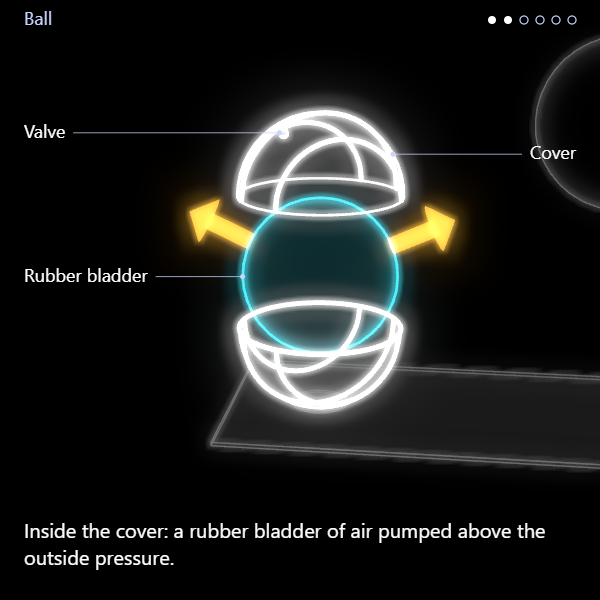 Ball
Valve
Cover
Rubber bladder
Inside the cover: a rubber bladder of air pumped above the
outside pressure.